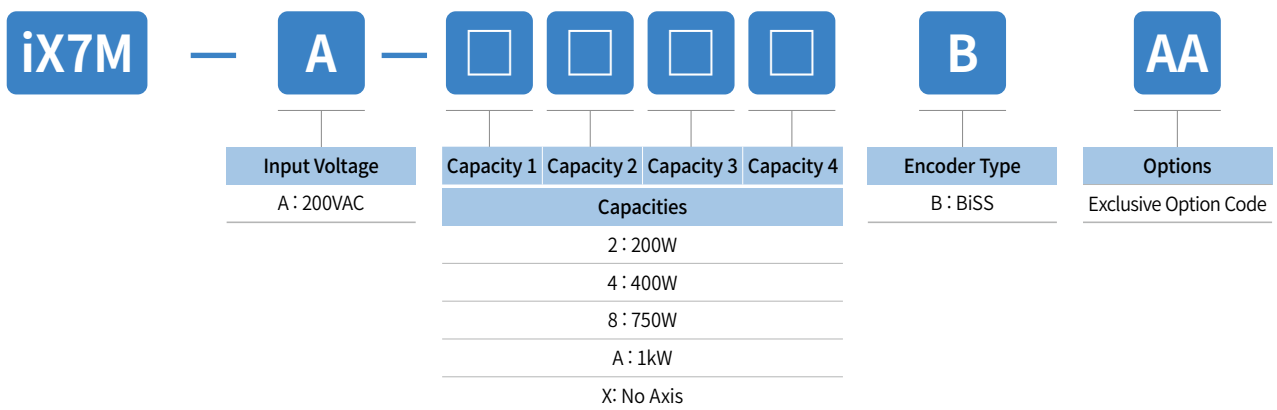 iX7M — A — □ □ □ □ B AA
Input Voltage Capacity 1 Capacity 2 Capacity 3 Capacity 4 Encoder Type Options
A : 200VAC Capacities B : BiSS Exclusive Option Code
2 : 200W
4 : 400W
8 : 750W
A : 1kW
X: No Axis